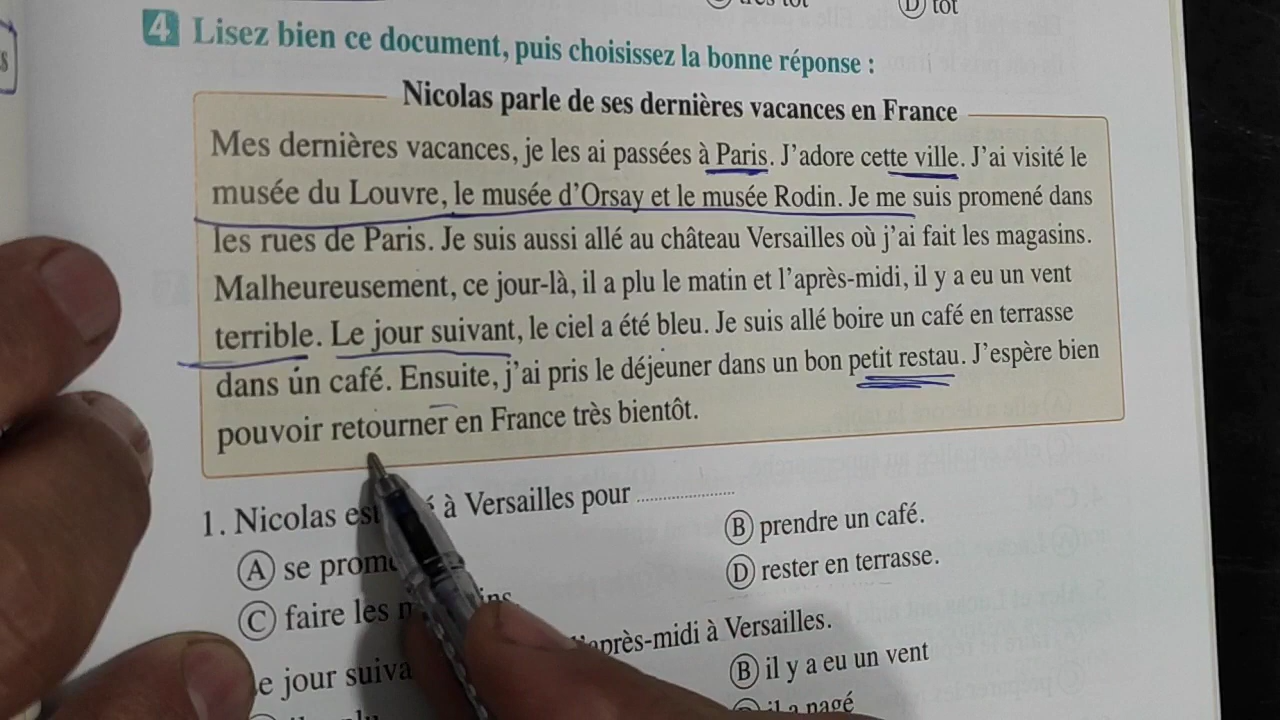 D tôt
4 Lisez bien ce document, puis choisissez la bonne réponse :
Nicolas parle de ses dernières vacances en France
Mes dernières vacances, je les ai passées à Paris. J'adore cette ville. J'ai visité le
musée du Louvre, le musée d'Orsay et le musée Rodin. Je me suis promené dans
les rues de Paris. Je suis aussi allé au château Versailles où j'ai fait les magasins.
Malheureusement, ce jour-là, il a plu le matin et l'après-midi, il y a eu un vent
terrible. Le jour suivant, le ciel a été bleu. Je suis allé boire un café en terrasse
dans un café. Ensuite, j'ai pris le déjeuner dans un bon petit restau. J'espère bien
pouvoir retourner en France très bientôt.
1. Nicolas à Versailles pour ........................
A se B prendre un café.
C faire les D rester en terrasse.
l'après-midi à Versailles.
jour B il y a eu un vent
il a nagé